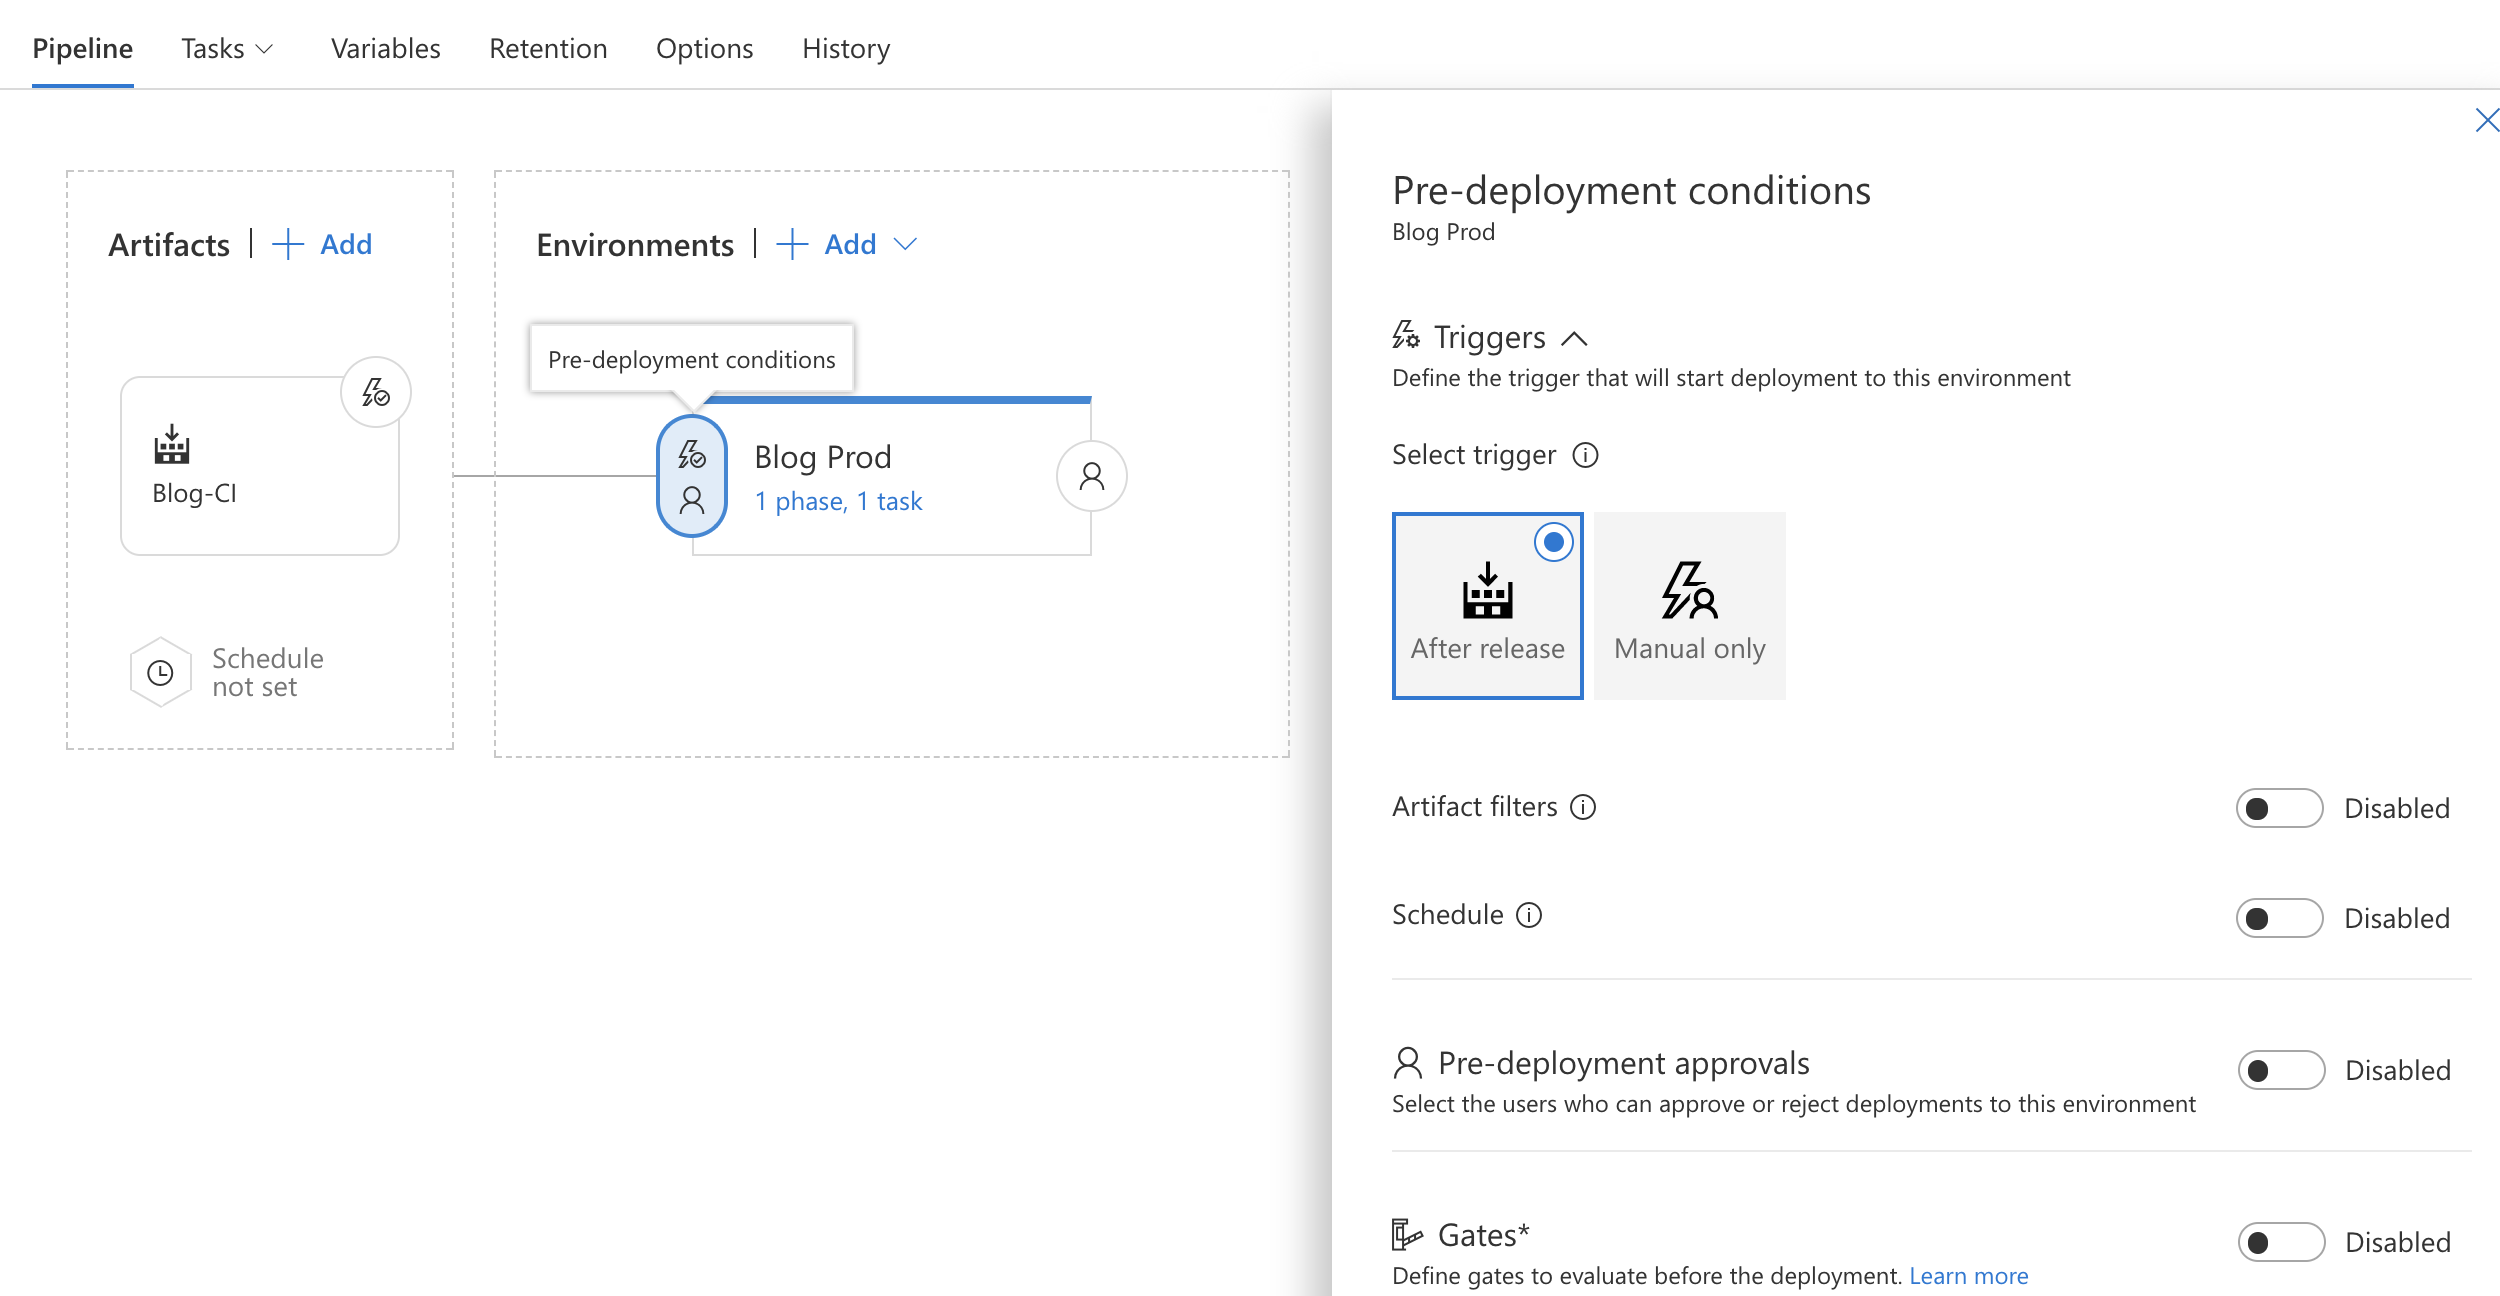 Pipeline Tasks Variables Retention Options History
Artifacts | Add
Blog-CI
Schedule
not set
Environments | Add
Pre-deployment conditions
Blog Prod
1 phase, 1 task
Pre-deployment conditions
Blog Prod
Triggers
Define the trigger that will start deployment to this environment
Select trigger
After release
Manual only
Artifact filters Disabled
Schedule Disabled
Pre-deployment approvals Disabled
Select the users who can approve or reject deployments to this environment
Gates* Disabled
Define gates to evaluate before the deployment. Learn more